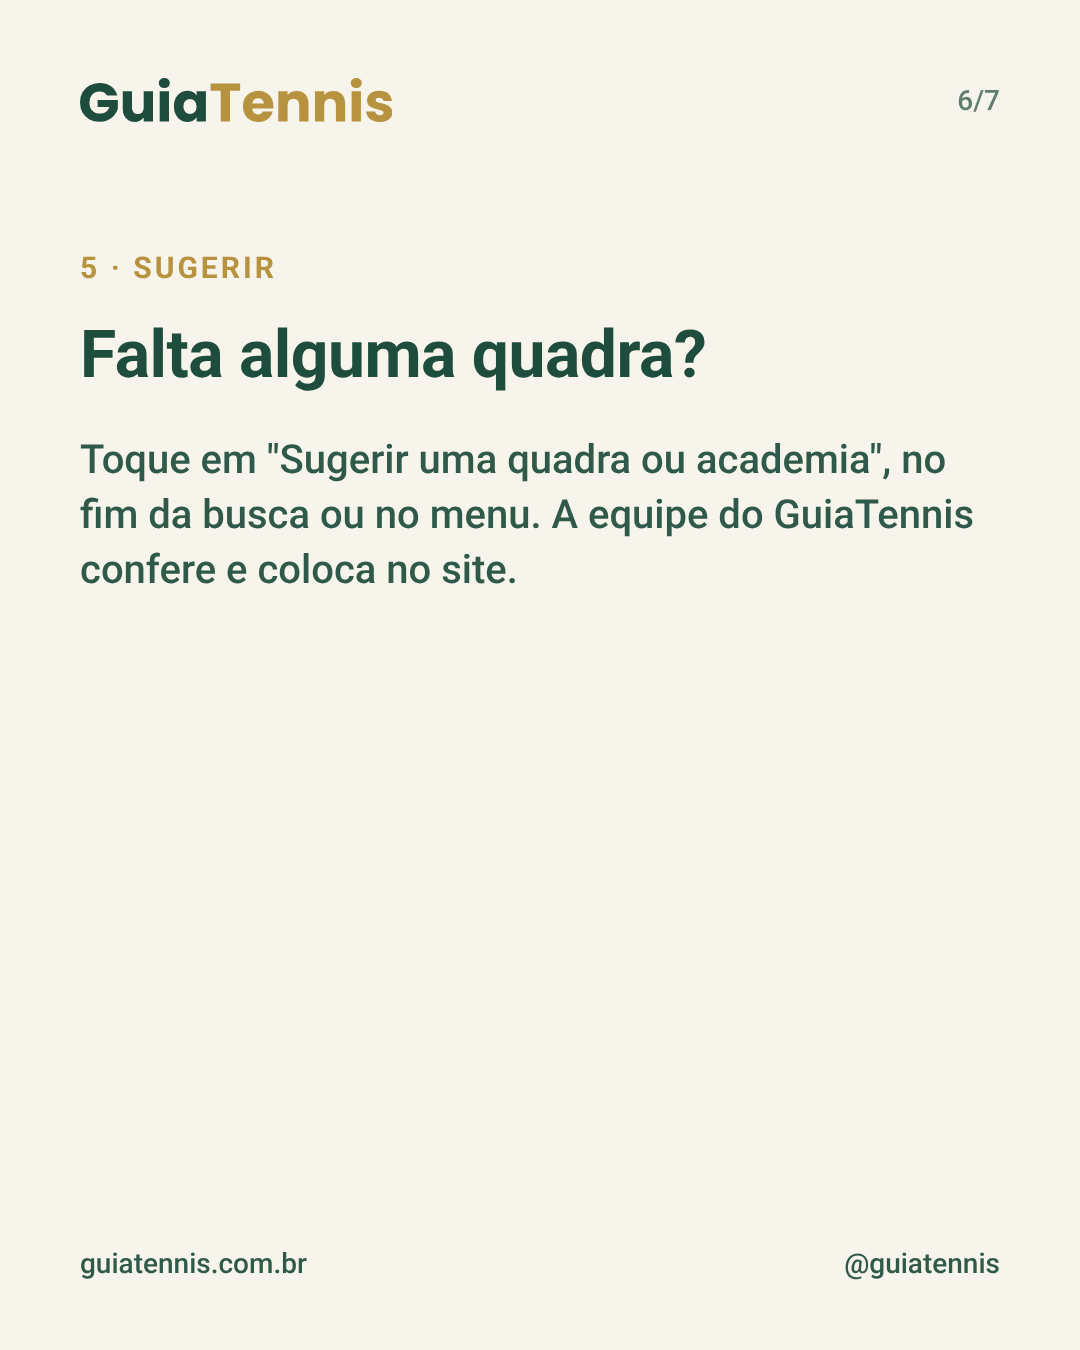 GuiaTennis
6/7
5 · SUGERIR
Falta alguma quadra?
Toque em "Sugerir uma quadra ou academia", no
fim da busca ou no menu. A equipe do GuiaTennis
confere e coloca no site.
guiatennis.com.br
@guiatennis